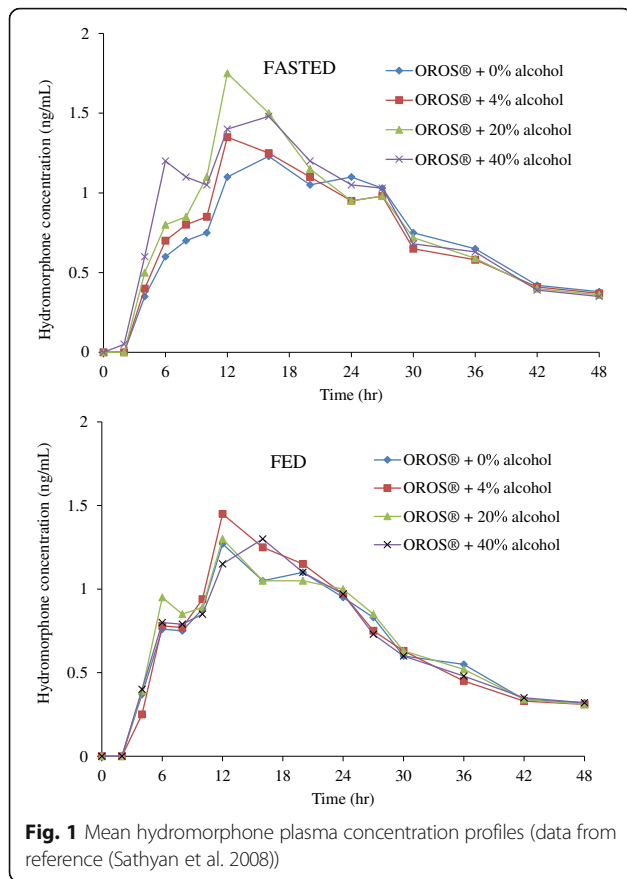 2
FASTED
OROS® + 0% alcohol
1.5
OROS® + 4% alcohol
OROS® + 20% alcohol
1
OROS® + 40% alcohol
0.5
0
Hydromorphone concentration (ng/mL)
0 6 12 18 24 30 36 42 48
Time (hr)
2
FED
OROS® + 0% alcohol
1.5
OROS® + 4% alcohol
OROS® + 20% alcohol
1
OROS® + 40% alcohol
0.5
0
Hydromorphone concentration (ng/mL)
0 6 12 18 24 30 36 42 48
Time (hr)
Fig. 1 Mean hydromorphone plasma concentration profiles (data from
reference (Sathyan et al. 2008))